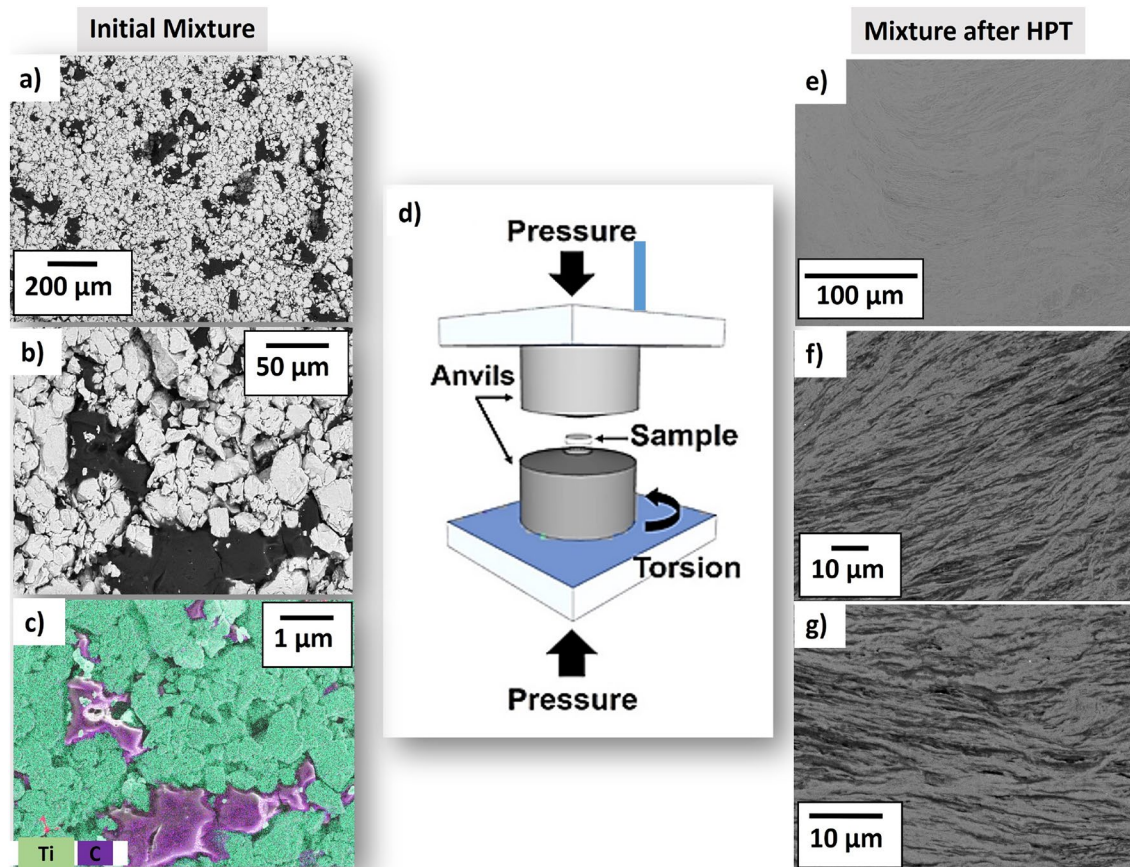 Initial Mixture
a)
200 µm
b)
50 µm
c)
1 µm
Ti C
d)
Pressure
Anvils
Sample
Torsion
Pressure
Mixture after HPT
e)
100 µm
f)
10 µm
g)
10 µm